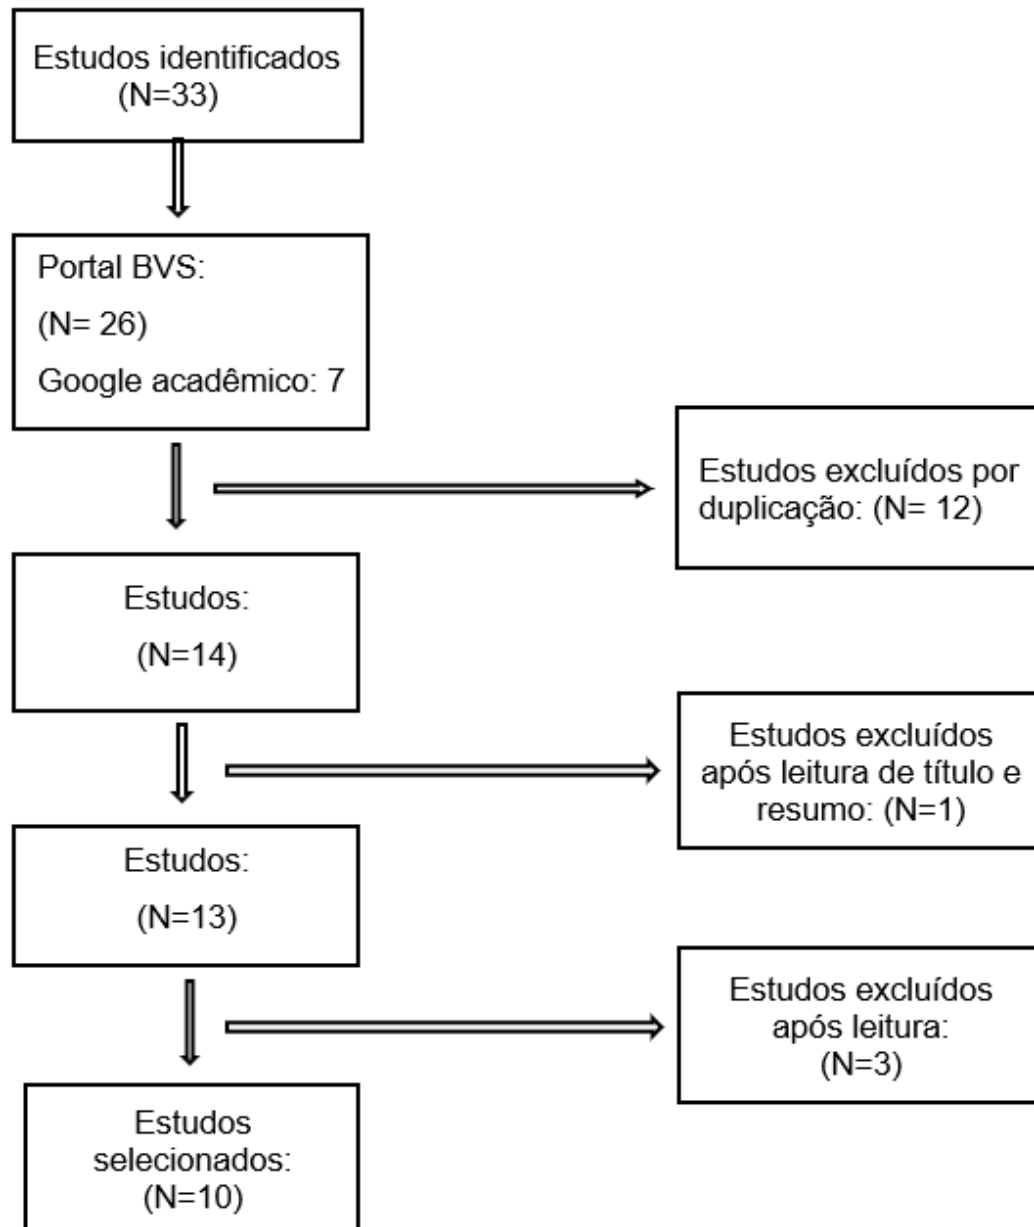 Estudos identificados
(N=33)
Portal BVS:
(N= 26)
Google acadêmico: 7
Estudos excluídos por
duplicação: (N= 12)
Estudos:
(N=14)
Estudos excluídos
após leitura de título e
resumo: (N=1)
Estudos:
(N=13)
Estudos excluídos
após leitura:
(N=3)
Estudos
selecionados:
(N=10)